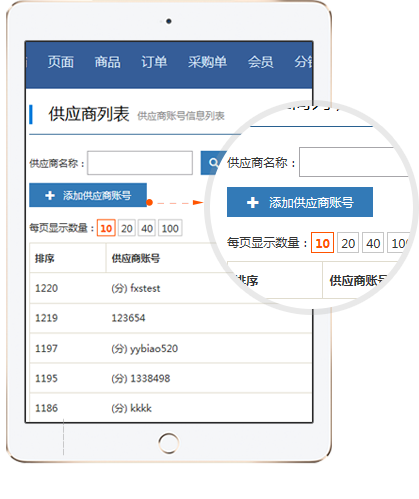 页面 商品 订单 采购单 会员 分销
供应商列表 供应商账号信息列表
供应商名称：
添加供应商账号
每页显示数量： 10 20 40 100
排序 供应商账号
1220 (分) fxstest
1219 123654
1197 (分) yybiao520
1195 (分) 1338498
1186 (分) kkkk
供应商名称：
添加供应商账号
每页显示数量： 10 20 40 100
排序 供应商账号